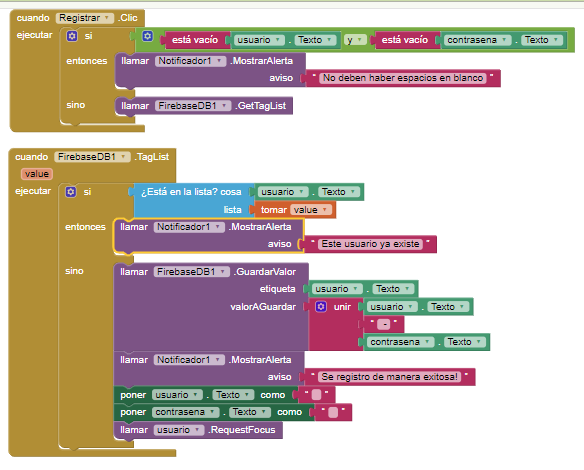 cuando Registrar .Clic
ejecutar si está vacío usuario . Texto y está vacío contrasena . Texto
entonces llamar Notificador1 .MostrarAlerta
aviso " No deben haber espacios en blanco "
sino llamar FirebaseDB1 .GetTagList
cuando FirebaseDB1 .TagList
value
ejecutar si ¿Está en la lista? cosa usuario . Texto
lista tomar value
entonces llamar Notificador1 .MostrarAlerta
aviso " Este usuario ya existe "
sino llamar FirebaseDB1 .GuardarValor
etiqueta usuario . Texto
valorAGuardar unir usuario . Texto
" - "
contrasena . Texto
llamar Notificador1 .MostrarAlerta
aviso " Se registro de manera exitosa! "
poner usuario . Texto como " "
poner contrasena . Texto como " "
llamar usuario .RequestFocus